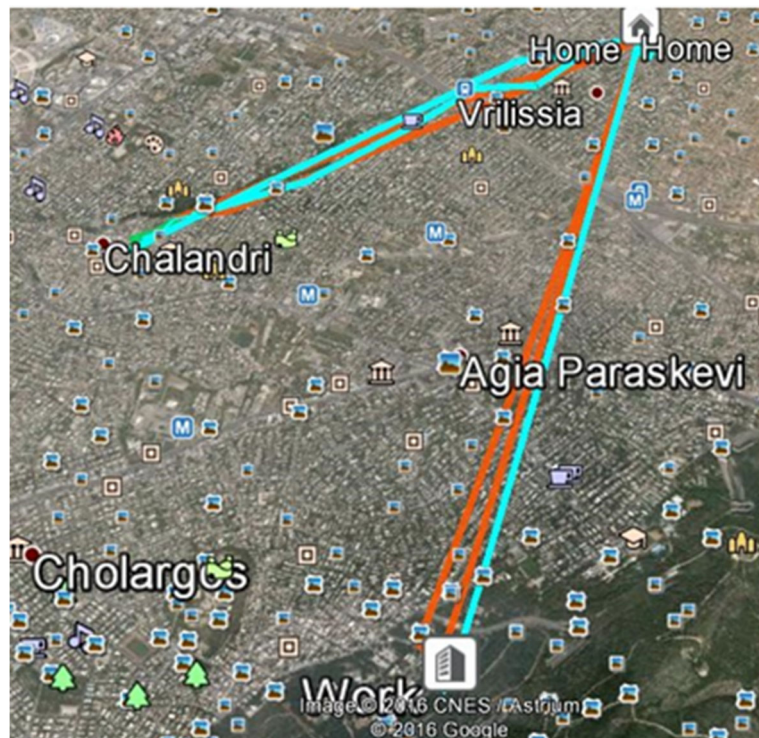 Home Home
Vrilissia
M
Chalandri
M
M
Agia Paraskevi
M
Cholargos
Work
Image © 2016 CNES / Astrium
© 2016 Google